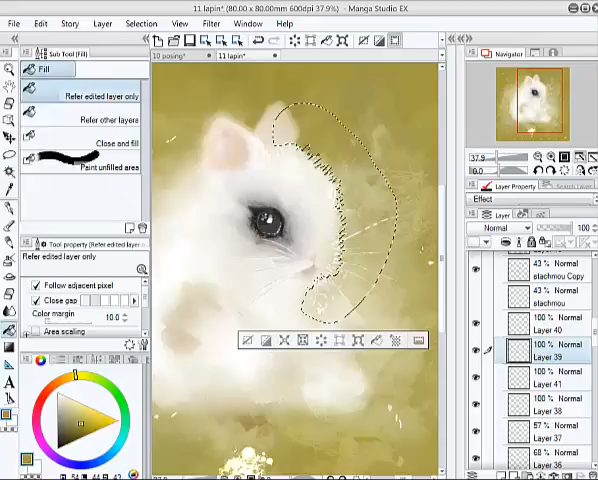 11 lapin* (80.00 x 80.00mm 600dpi 37.9%) - Manga Studio EX
File Edit Story Layer Selection View Filter Window Help
Sub Tool [Fill]
10 posing*
11 lapin*
Navigator
Fill
Refer edited layer only
Refer other layers
Close and fill
Paint unfilled area
37.9
0.0
Layer Property
Search Layer
Effect
Layer
Normal
100
43 % Normal
stachmou Copy
43 % Normal
stachmou
100 % Normal
Layer 40
100 % Normal
Layer 39
100 % Normal
Layer 41
100 % Normal
Layer 38
57 % Normal
Layer 37
68 % Normal
Layer 36
Tool property [Refer edited layer only]
Refer edited layer only
Follow adjacent pixel
Close gap
Color margin 10.0
Area scaling